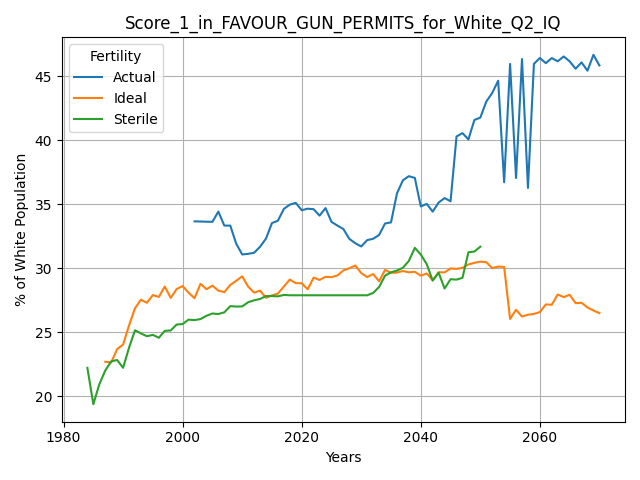 Score_1_in_FAVOUR_GUN_PERMITS_for_White_Q2_IQ
Fertility
Actual
Ideal
Sterile
% of White Population
45
40
35
30
25
20
1980 2000 2020 2040 2060
Years